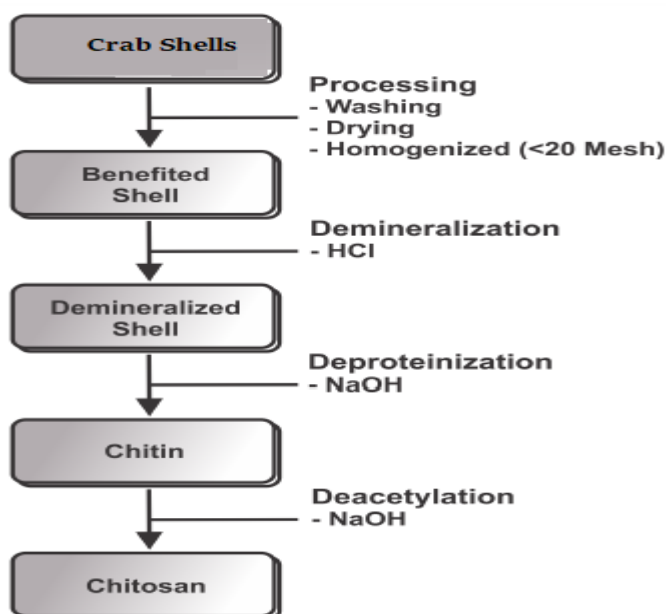 Crab Shells
Processing
- Washing
- Drying
- Homogenized (<20 Mesh)
Benefited
Shell
Demineralization
- HCl
Demineralized
Shell
Deproteinization
- NaOH
Chitin
Deacetylation
- NaOH
Chitosan